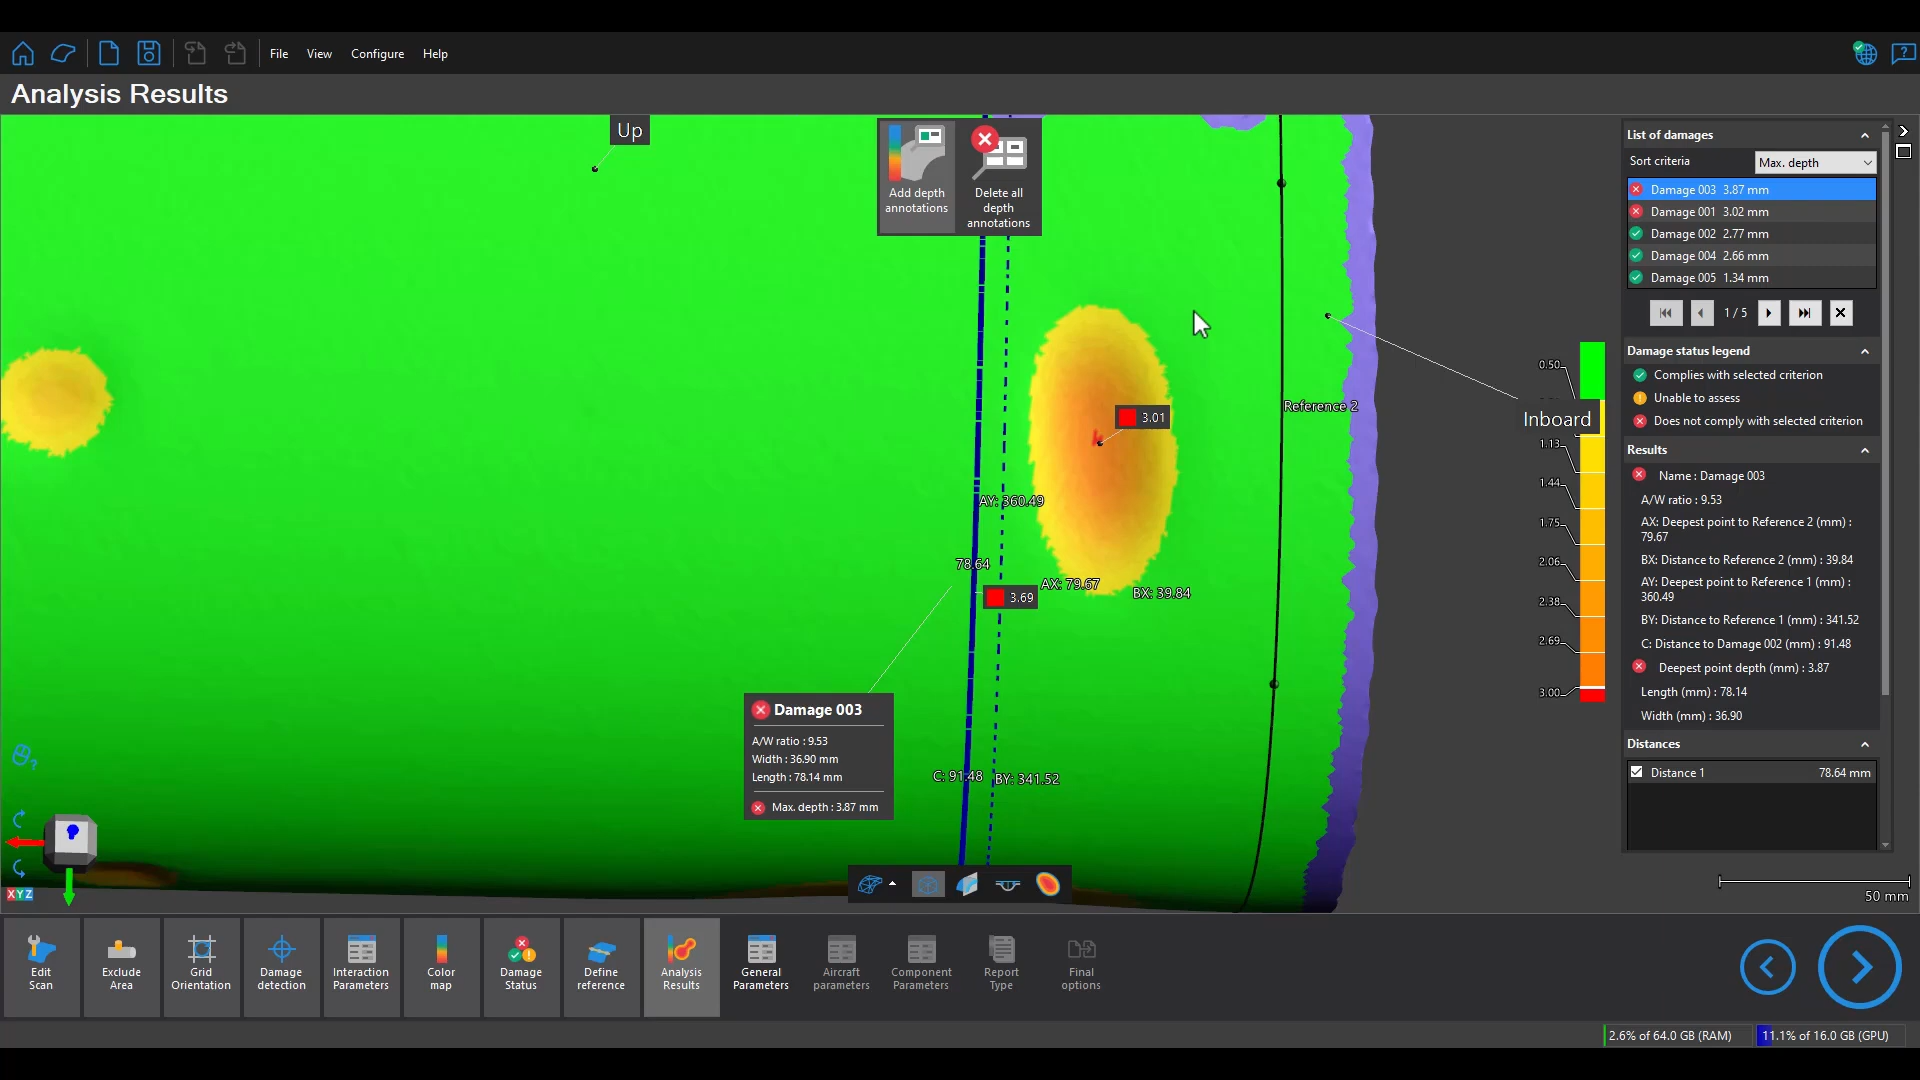 File View Configure Help
Analysis Results
Up
Add depth
annotations
Delete all
depth
annotations
List of damages
Sort criteria Max. depth
Damage 003 3.87 mm
Damage 001 3.02 mm
Damage 002 2.77 mm
Damage 004 2.66 mm
Damage 005 1.34 mm
1 / 5
Damage status legend
Complies with selected criterion
Unable to assess
Does not comply with selected criterion
Results
Name : Damage 003
A/W ratio : 9.53
AX: Deepest point to Reference 2 (mm) :
79.67
BX: Distance to Reference 2 (mm) : 39.84
AY: Deepest point to Reference 1 (mm) :
360.49
BY: Distance to Reference 1 (mm) : 341.52
C: Distance to Damage 002 (mm) : 91.48
Deepest point depth (mm) : 3.87
Length (mm) : 78.14
Width (mm) : 36.90
Distances
Distance 1 78.64 mm
0.50
1.13
1.44
1.75
2.06
2.38
2.69
3.00
Inboard
Reference 2
3.01
AY: 360.49
78.64
AX: 79.67
BX: 39.84
3.69
Damage 003
A/W ratio : 9.53
Width : 36.90 mm
Length : 78.14 mm
Max. depth : 3.87 mm
C: 91.48
BY: 341.52
XYZ
50 mm
Edit
Scan
Exclude
Area
Grid
Orientation
Damage
detection
Interaction
Parameters
Color
map
Damage
Status
Define
reference
Analysis
Results
General
Parameters
Aircraft
parameters
Component
Parameters
Report
Type
Final
options
2.6% of 64.0 GB (RAM)
11.1% of 16.0 GB (GPU)